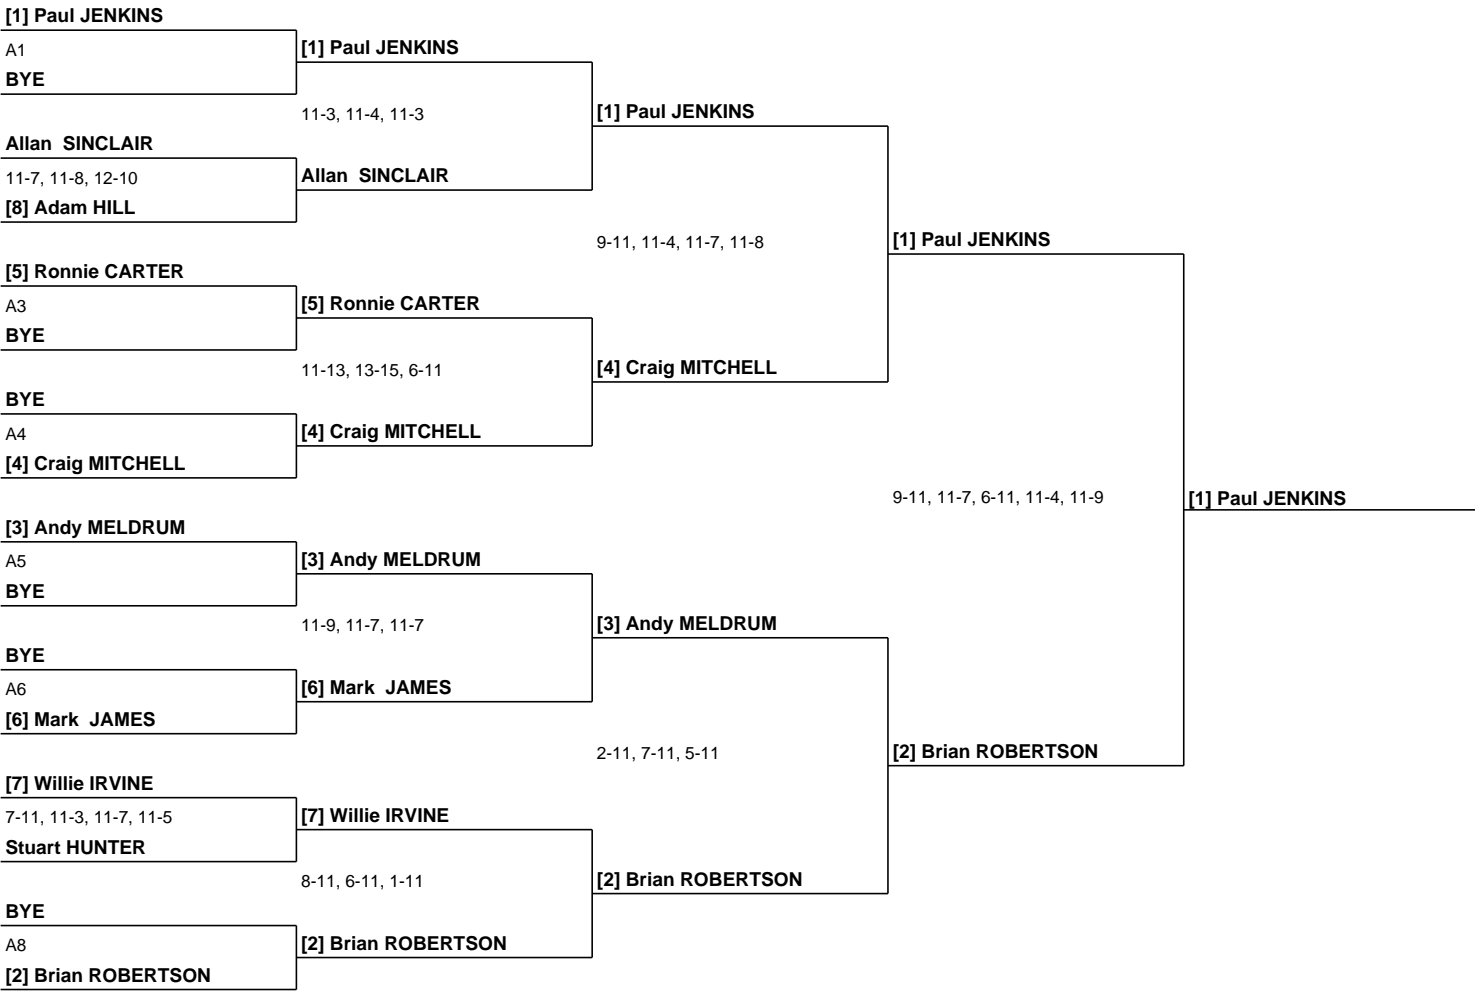 [1] Paul JENKINS
A1
BYE
Allan  SINCLAIR
11-7, 11-8, 12-10
[8] Adam HILL
[5] Ronnie CARTER
A3
BYE
BYE
A4
[4] Craig MITCHELL
[3] Andy MELDRUM
A5
BYE
BYE
A6
[6] Mark  JAMES
[7] Willie IRVINE
7-11, 11-3, 11-7, 11-5
Stuart HUNTER
BYE
A8
[2] Brian ROBERTSON
[1] Paul JENKINS
11-3, 11-4, 11-3
Allan  SINCLAIR
[5] Ronnie CARTER
11-13, 13-15, 6-11
[4] Craig MITCHELL
[3] Andy MELDRUM
11-9, 11-7, 11-7
[6] Mark  JAMES
[7] Willie IRVINE
8-11, 6-11, 1-11
[2] Brian ROBERTSON
[1] Paul JENKINS
9-11, 11-4, 11-7, 11-8
[4] Craig MITCHELL
[3] Andy MELDRUM
2-11, 7-11, 5-11
[2] Brian ROBERTSON
[1] Paul JENKINS
9-11, 11-7, 6-11, 11-4, 11-9
[2] Brian ROBERTSON
[1] Paul JENKINS